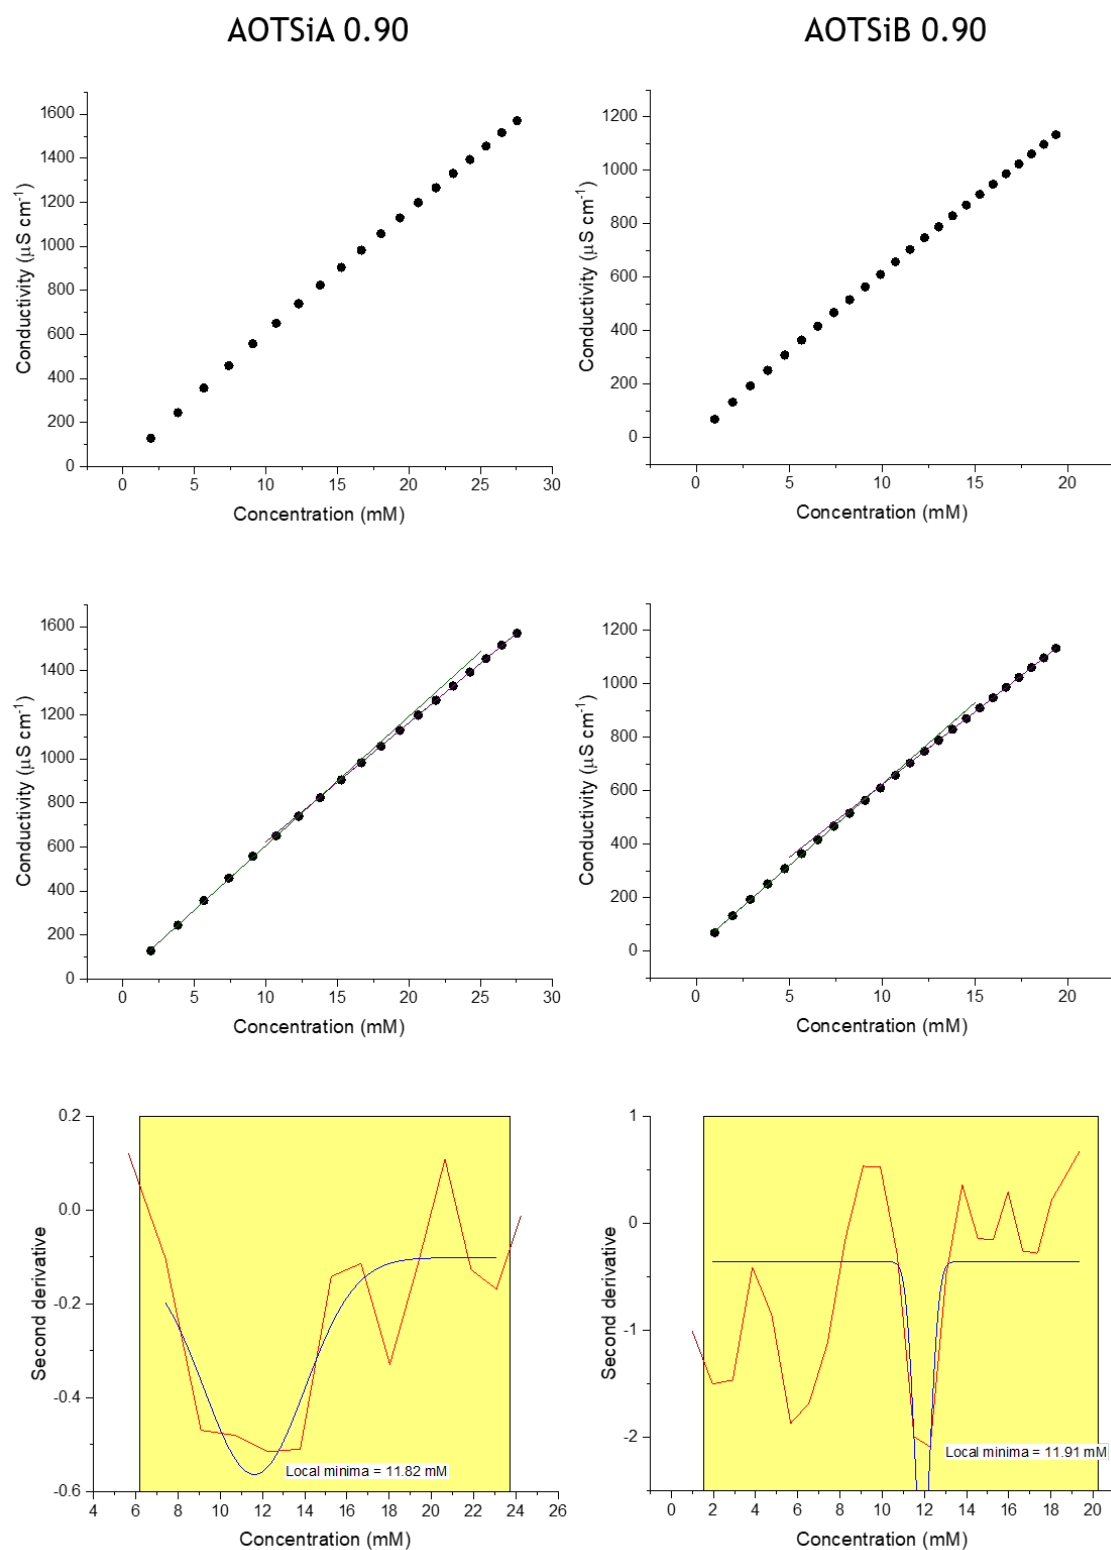 AOTSiA 0.90
AOTSiB 0.90
Conductivity (µS cm⁻¹)
1600
1400
1200
1000
800
600
400
200
0
0 5 10 15 20 25 30
Concentration (mM)
Conductivity (µS cm⁻¹)
1200
1000
800
600
400
200
0
0 5 10 15 20
Concentration (mM)
Conductivity (µS cm⁻¹)
1600
1400
1200
1000
800
600
400
200
0
0 5 10 15 20 25 30
Concentration (mM)
Conductivity (µS cm⁻¹)
1200
1000
800
600
400
200
0
0 5 10 15 20
Concentration (mM)
Second derivative
0.2
0.0
-0.2
-0.4
-0.6
Local minima = 11.82 mM
4 6 8 10 12 14 16 18 20 22 24 26
Concentration (mM)
Second derivative
1
0
-1
-2
Local minima = 11.91 mM
0 2 4 6 8 10 12 14 16 18 20
Concentration (mM)